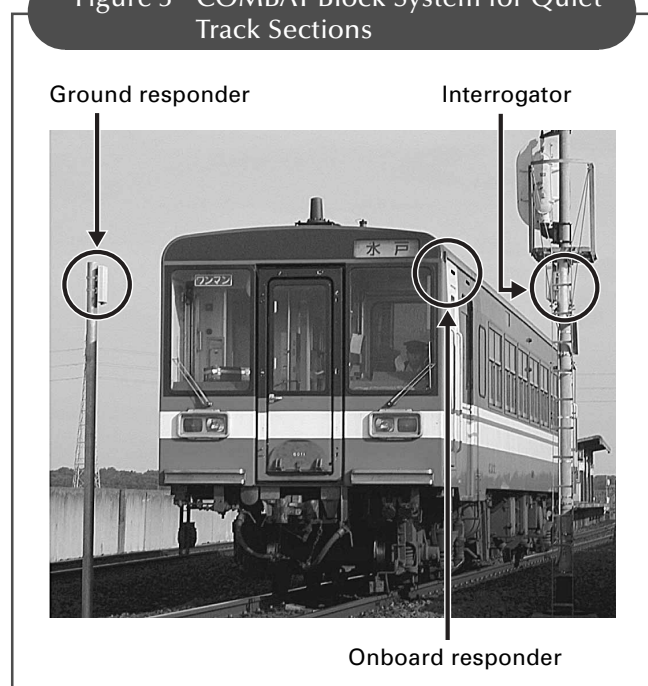 Figure 5 COMBAT Block System for Quiet
Track Sections
Ground responder
Interrogator
水戸
ワンマン
Onboard responder